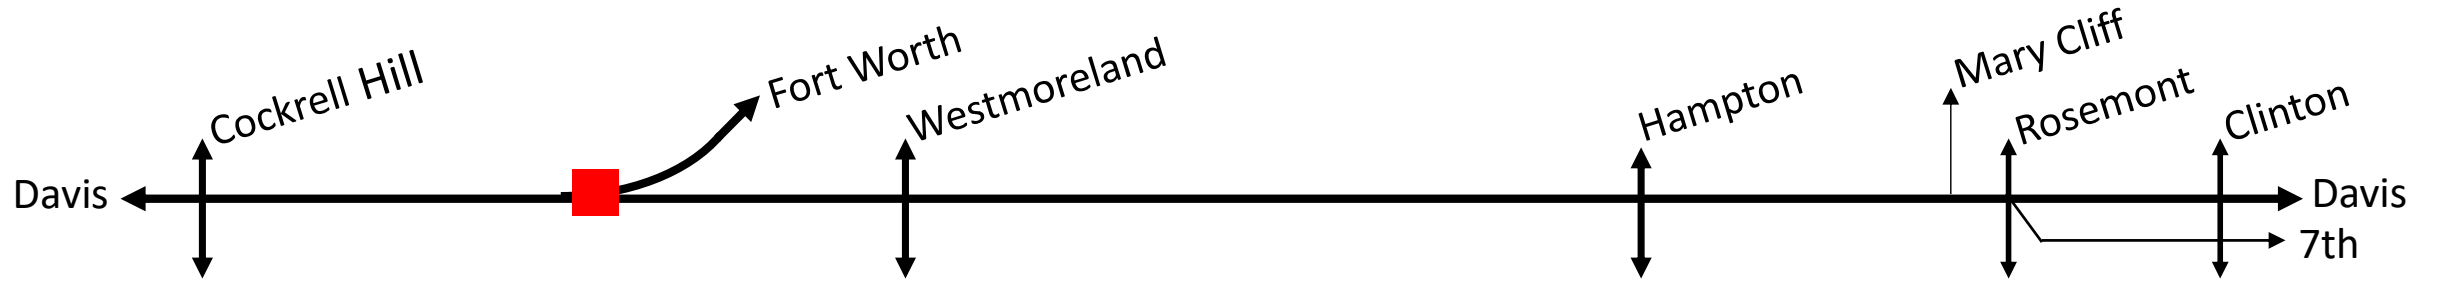 Cockrell Hill
Fort Worth
Westmoreland
Hampton
Mary Cliff
Rosemont
Clinton
Davis
Davis
7th